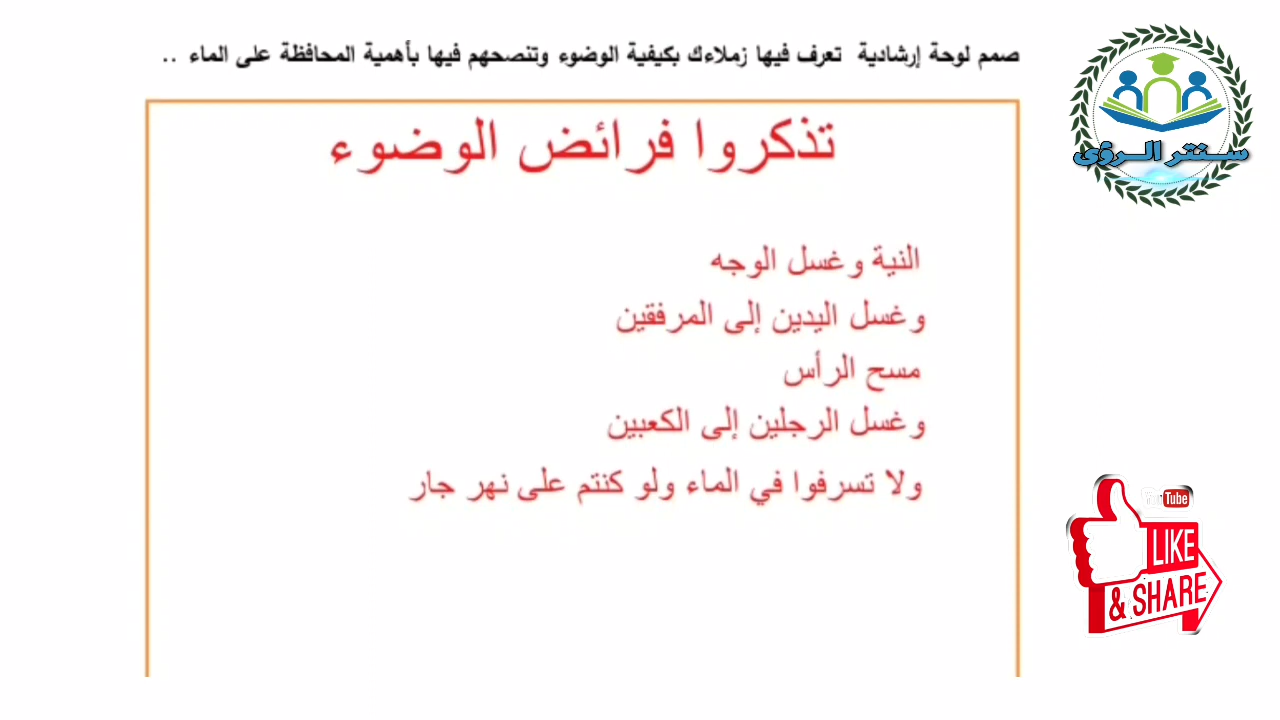 صمم لوحة إرشادية تعرف فيها زملاءك بكيفية الوضوء وتنصحهم فيها بأهمية المحافظة على الماء ..
تذكروا فرائض الوضوء
النية وغسل الوجه
وغسل اليدين إلى المرفقين
مسح الرأس
وغسل الرجلين إلى الكعبين
ولا تسرفوا في الماء ولو كنتم على نهر جار
سنتر الرؤى
YouTube
LIKE
& SHARE